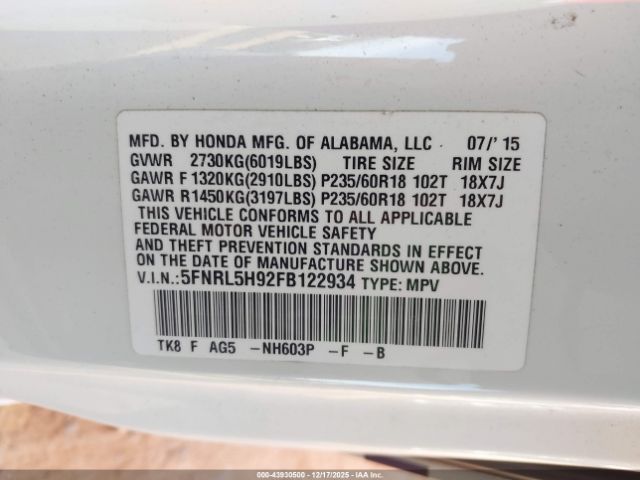 MFD. BY HONDA MFG. OF ALABAMA, LLC 07/'15
GVWR 2730KG(6019LBS) TIRE SIZE RIM SIZE
GAWR F 1320KG(2910LBS) P235/60R18 102T 18X7J
GAWR R1450KG(3197LBS) P235/60R18 102T 18X7J
THIS VEHICLE CONFORMS TO ALL APPLICABLE
FEDERAL MOTOR VEHICLE SAFETY
AND THEFT PREVENTION STANDARDS IN EFFECT
ON THE DATE OF MANUFACTURE SHOWN ABOVE.
V.I.N.: 5FNRL5H92FB122934 TYPE: MPV
TK8 F AG5 -NH603P -F -B
000-43930500 - 12/17/2025 - IAAI.COM